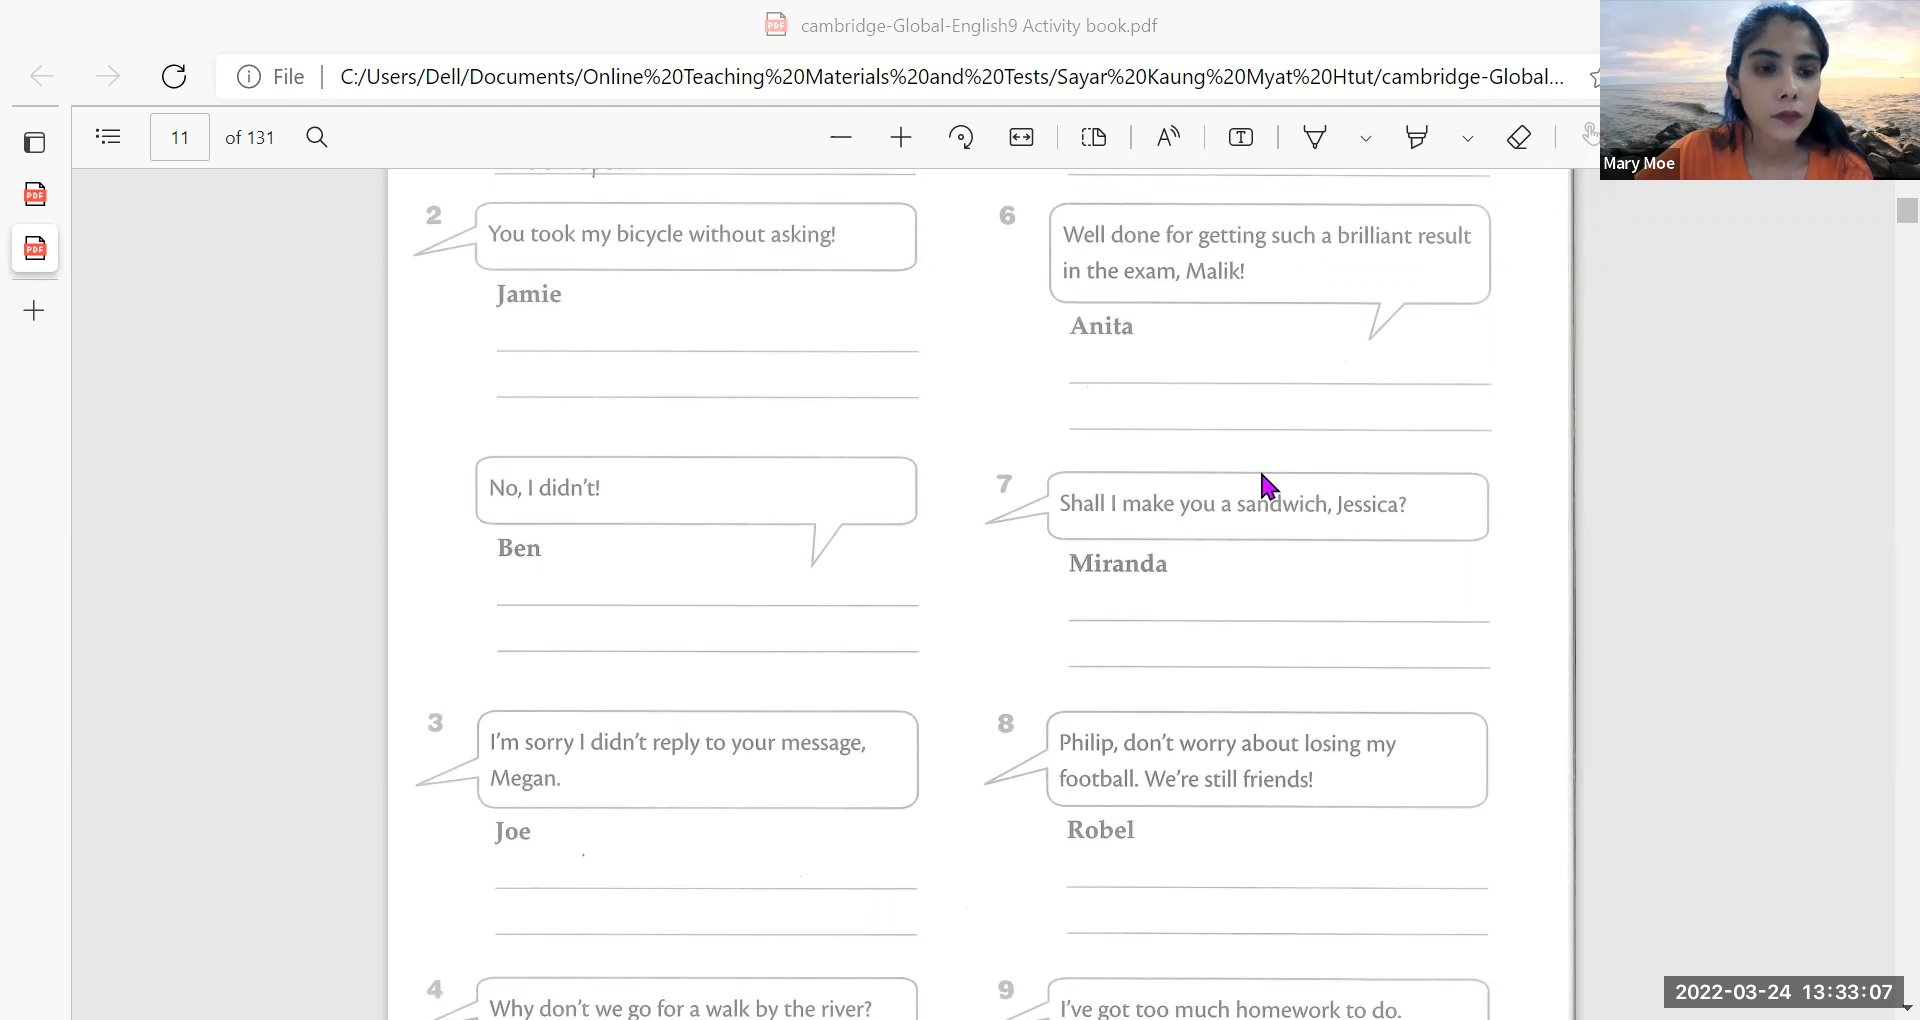 cambridge-Global-English9 Activity book.pdf
File
C:/Users/Dell/Documents/Online%20Teaching%20Materials%20and%20Tests/Sayar%20Kaung%20Myat%20Htut/cambridge-Global...
11 of 131
Mary Moe
2
You took my bicycle without asking!
Jamie
No, I didn't!
Ben
3
I'm sorry I didn't reply to your message,
Megan.
Joe
4
Why don't we go for a walk by the river?
6
Well done for getting such a brilliant result
in the exam, Malik!
Anita
7
Shall I make you a sandwich, Jessica?
Miranda
8
Philip, don't worry about losing my
football. We're still friends!
Robel
9
I've got too much homework to do.
2022-03-24 13:33:07